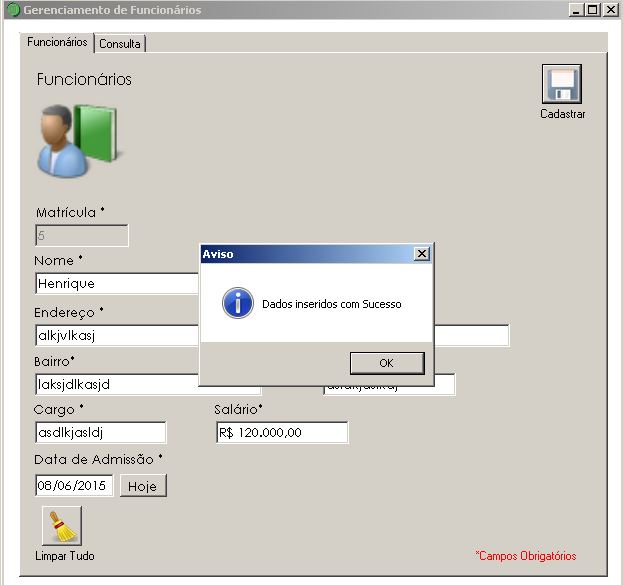 Gerenciamento de Funcionários
Funcionários
Consulta
Funcionários
Cadastrar
Matrícula *
5
Nome *
Henrique
Aviso
Dados inseridos com Sucesso
OK
Endereço *
alkjvlkasj
Bairro*
laksjdlkasjd
Cargo *
asdlkjasldj
Salário*
R$ 120.000,00
Data de Admissão *
08/06/2015
Hoje
Limpar Tudo
*Campos Obrigatórios